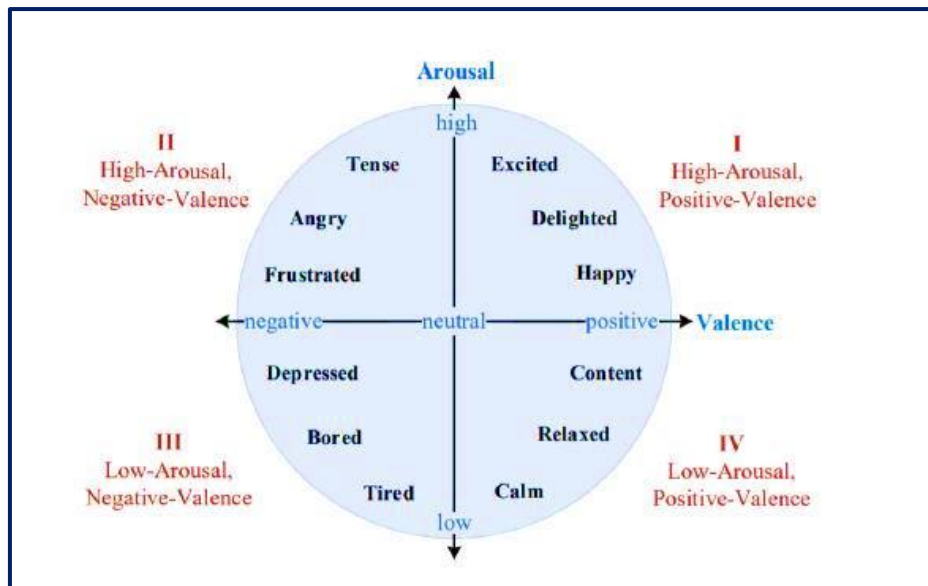 Arousal
high
II
High-Arousal,
Negative-Valence
I
High-Arousal,
Positive-Valence
Tense
Excited
Angry
Delighted
Frustrated
Happy
negative
neutral
positive
Valence
Depressed
Content
Bored
Relaxed
III
Low-Arousal,
Negative-Valence
IV
Low-Arousal,
Positive-Valence
Tired
Calm
low